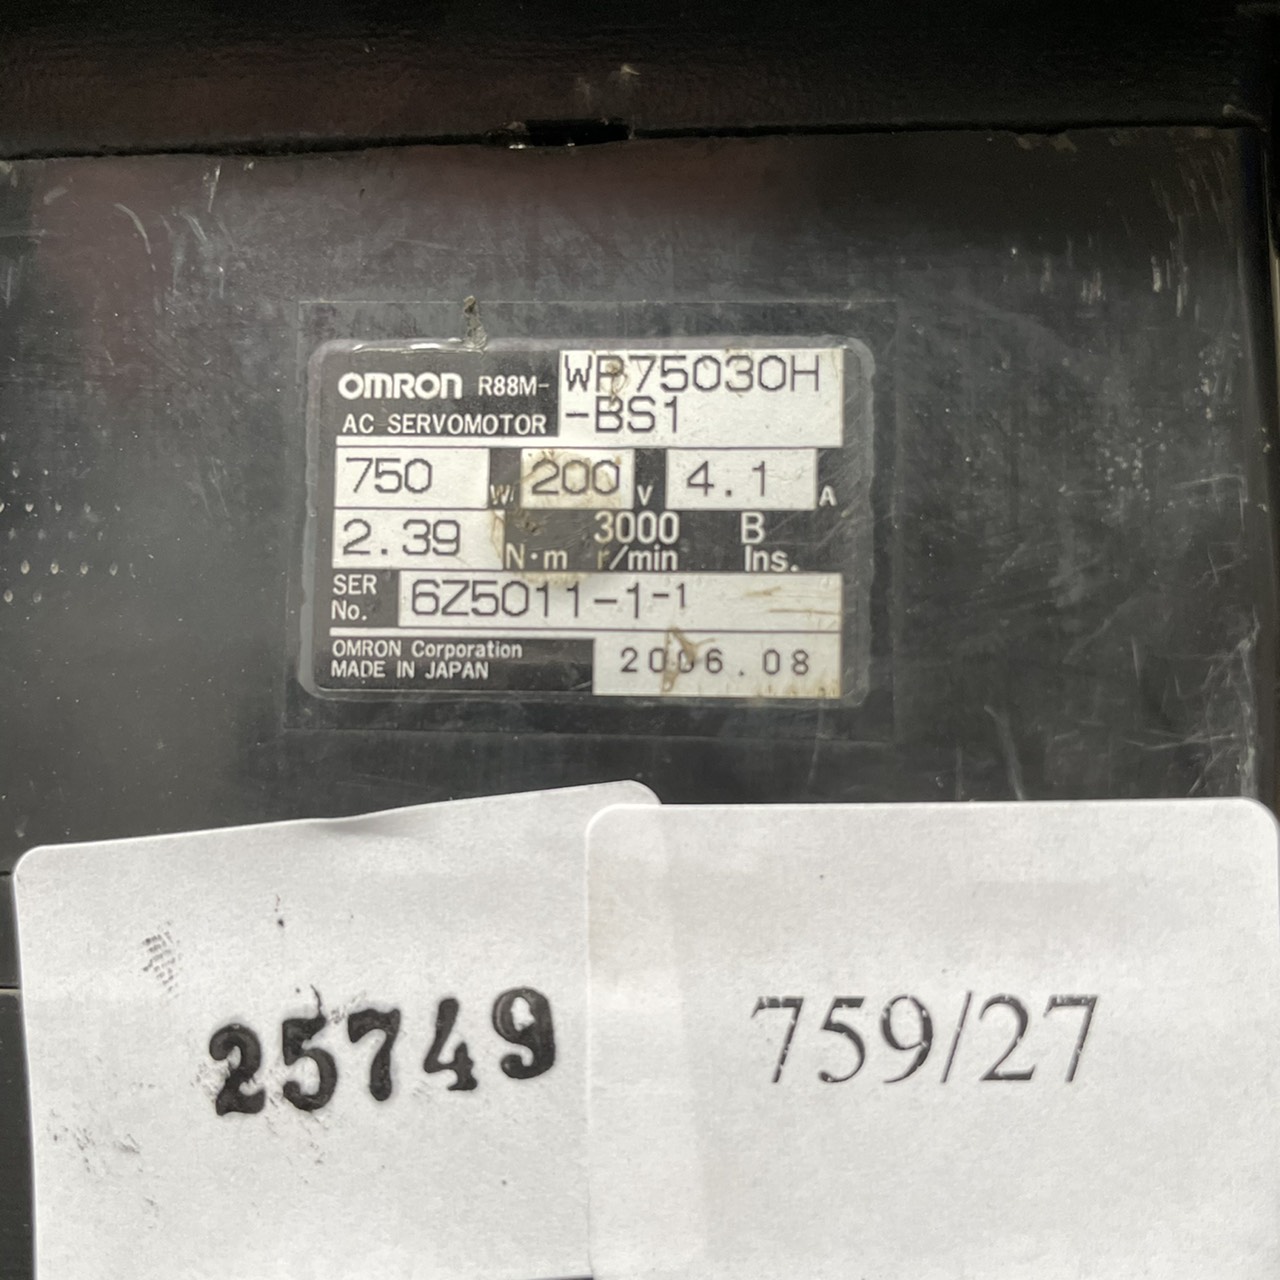 OMRON R88M-WP75030H
AC SERVOMOTOR -BS1
750 W 200 V 4.1 A
2.39 N·m 3000 r/min B Ins.
SER No. 6Z5011-1-1
OMRON Corporation
MADE IN JAPAN 2006.08
25749
759/27